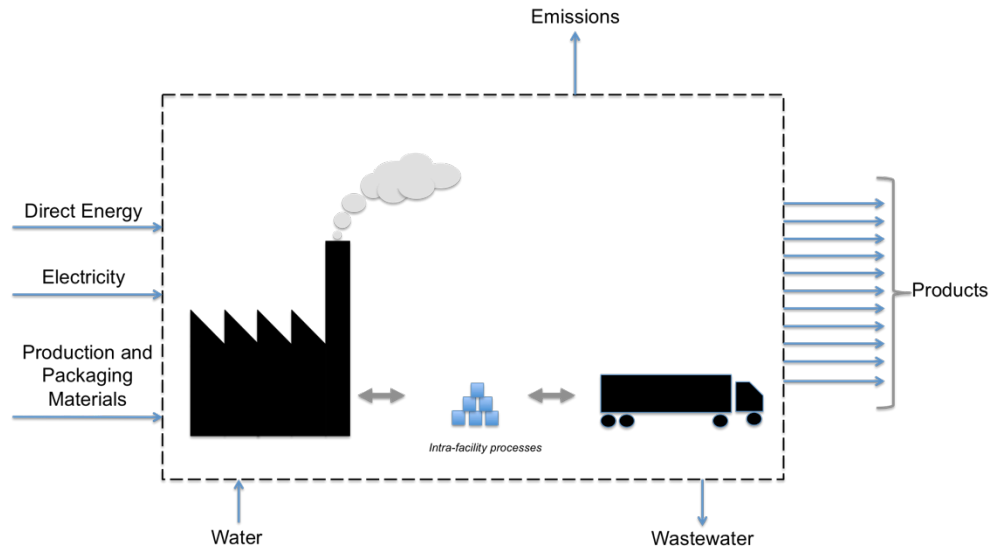 Emissions
Direct Energy
Electricity
Production and
Packaging
Materials
Products
Intra-facility processes
Water
Wastewater